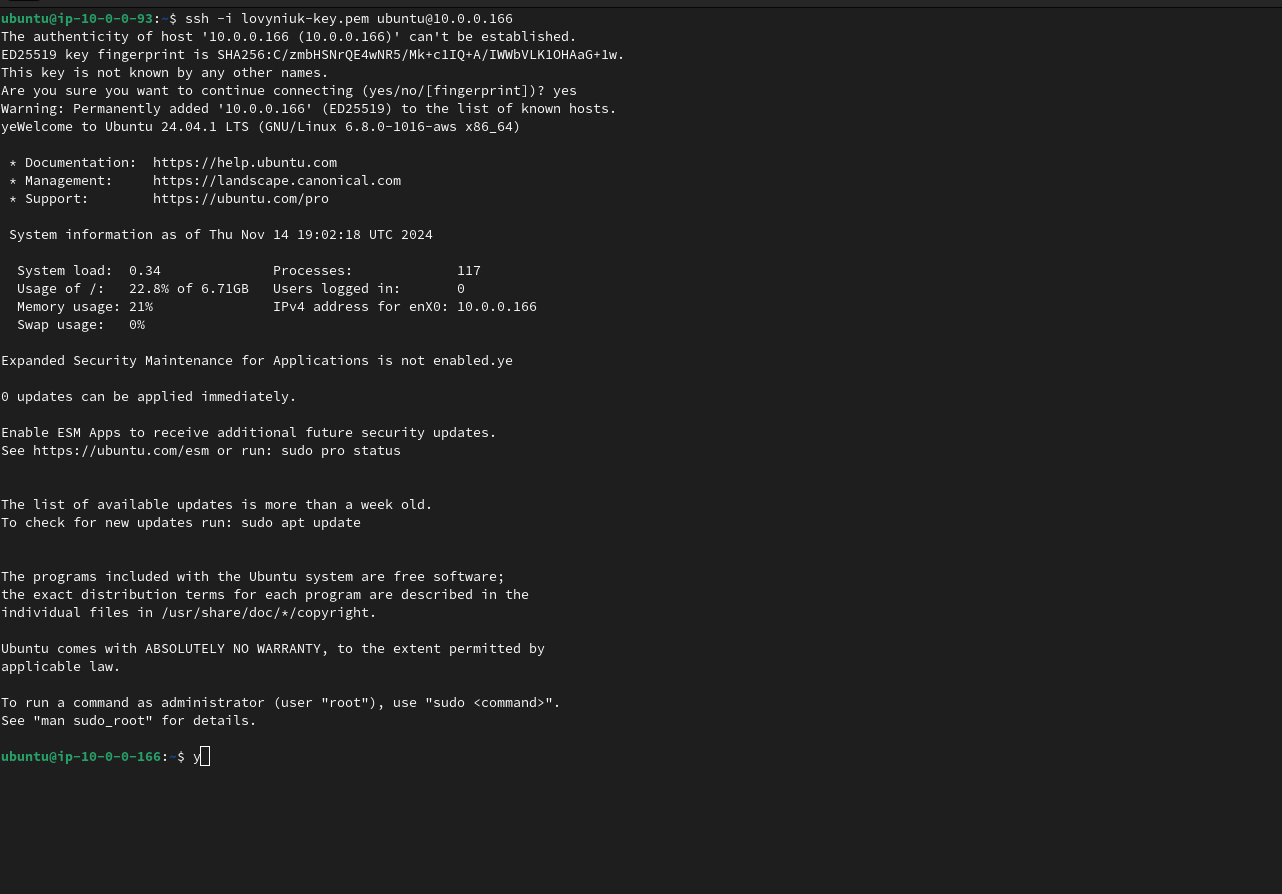 ubuntu@ip-10-0-0-93:~$ ssh -i lovyniuk-key.pem ubuntu@10.0.0.166
The authenticity of host '10.0.0.166 (10.0.0.166)' can't be established.
ED25519 key fingerprint is SHA256:C/zmbHSNrQE4wNR5/Mk+c1IQ+A/IWWbVLK1OHAaG+1w.
This key is not known by any other names.
Are you sure you want to continue connecting (yes/no/[fingerprint])? yes
Warning: Permanently added '10.0.0.166' (ED25519) to the list of known hosts.
yeWelcome to Ubuntu 24.04.1 LTS (GNU/Linux 6.8.0-1016-aws x86_64)
* Documentation:  https://help.ubuntu.com
* Management:     https://landscape.canonical.com
* Support:        https://ubuntu.com/pro
System information as of Thu Nov 14 19:02:18 UTC 2024
System load:  0.34              Processes:             117
Usage of /:   22.8% of 6.71GB   Users logged in:       0
Memory usage: 21%               IPv4 address for enX0: 10.0.0.166
Swap usage:   0%
Expanded Security Maintenance for Applications is not enabled.ye
0 updates can be applied immediately.
Enable ESM Apps to receive additional future security updates.
See https://ubuntu.com/esm or run: sudo pro status
The list of available updates is more than a week old.
To check for new updates run: sudo apt update
The programs included with the Ubuntu system are free software;
the exact distribution terms for each program are described in the
individual files in /usr/share/doc/*/copyright.
Ubuntu comes with ABSOLUTELY NO WARRANTY, to the extent permitted by
applicable law.
To run a command as administrator (user "root"), use "sudo <command>".
See "man sudo_root" for details.
ubuntu@ip-10-0-0-166:~$ y